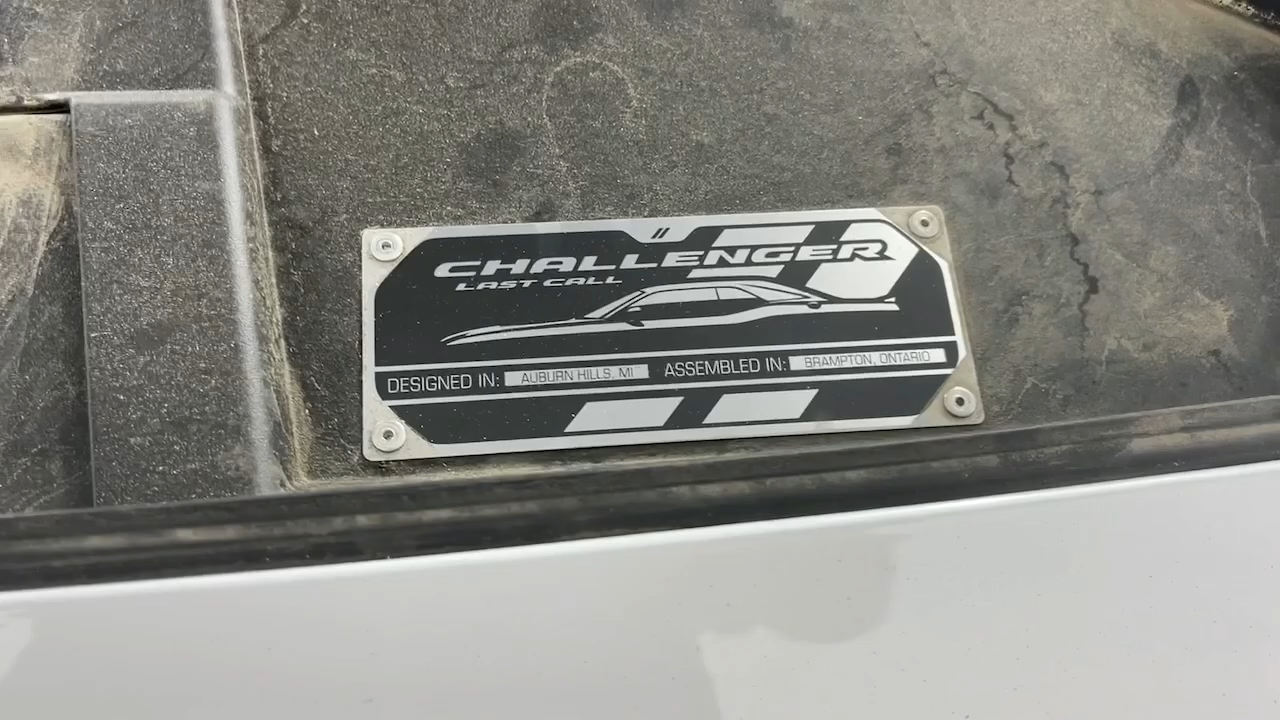 CHALLENGER
LAST CALL
DESIGNED IN: AUBURN HILLS, MI ASSEMBLED IN: BRAMPTON, ONTARIO